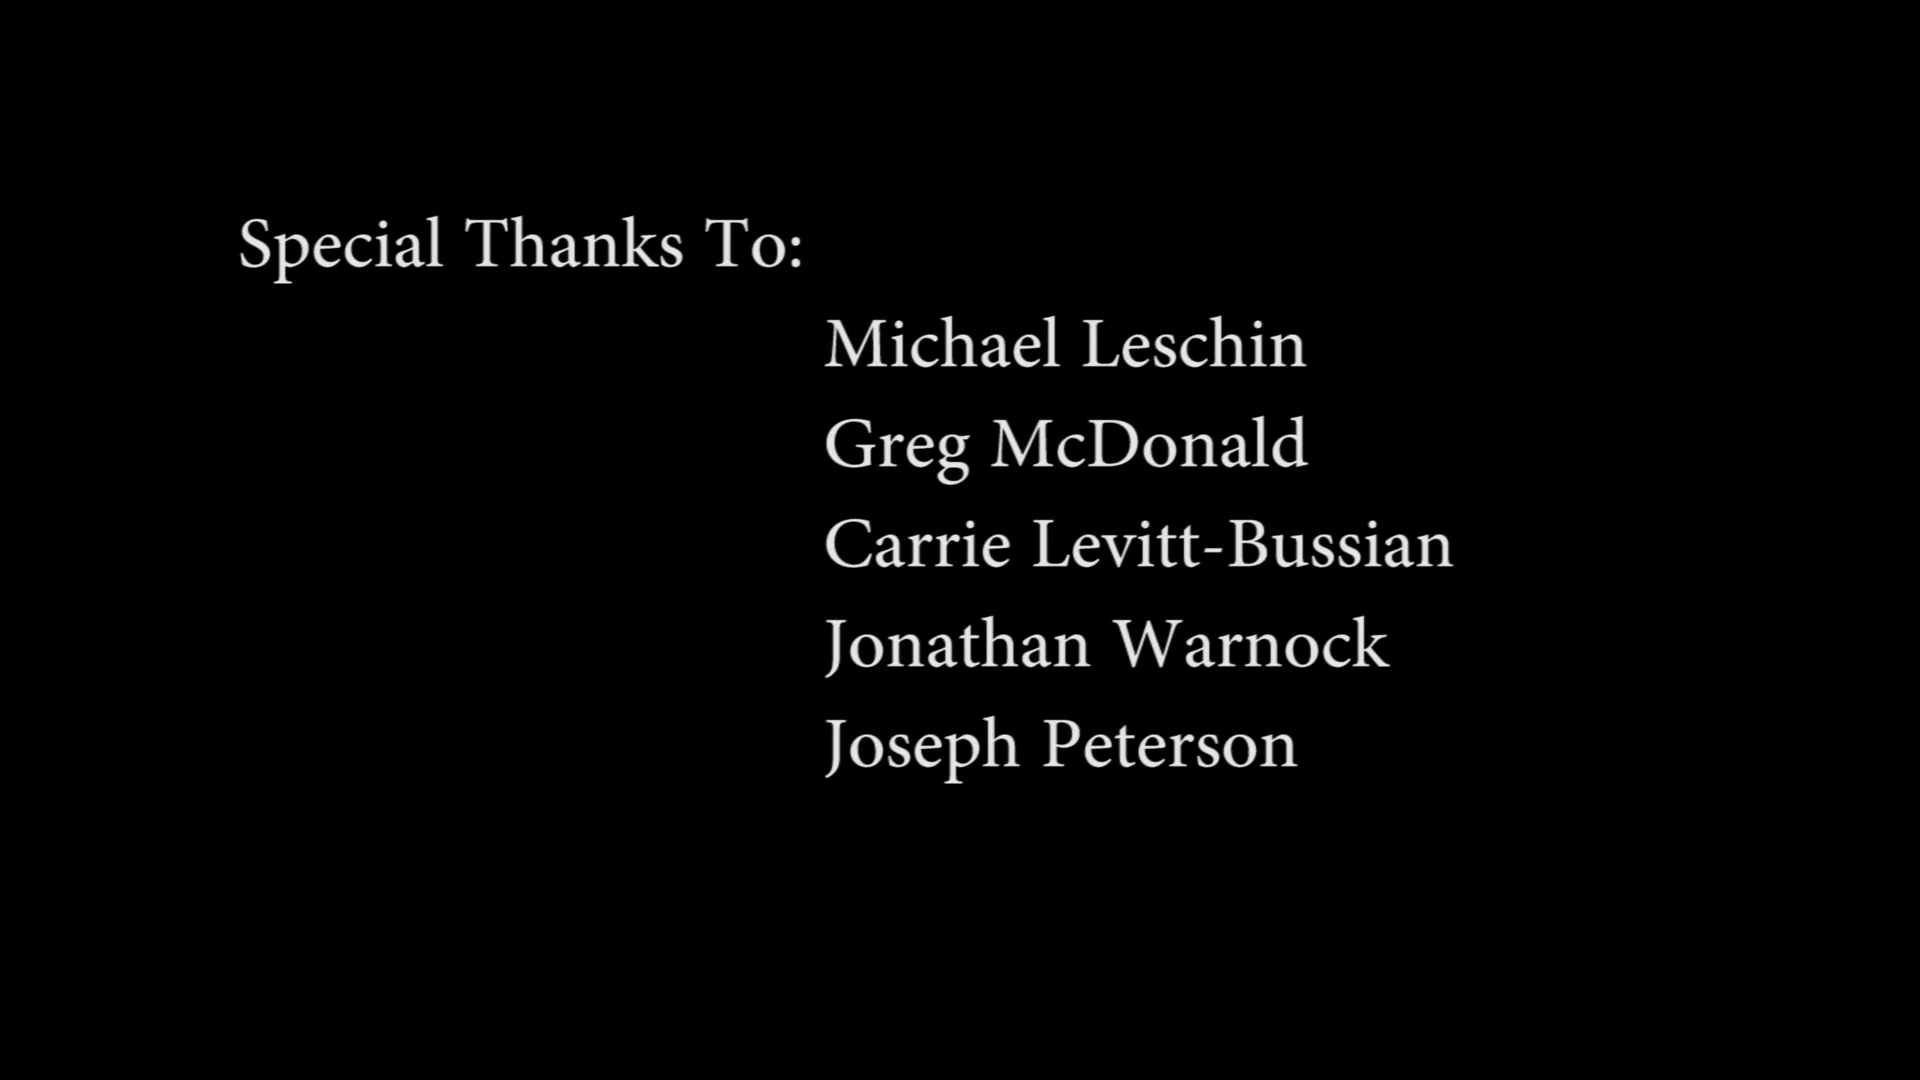 Special Thanks To:
Michael Leschin
Greg McDonald
Carrie Levitt-Bussian
Jonathan Warnock
Joseph Peterson